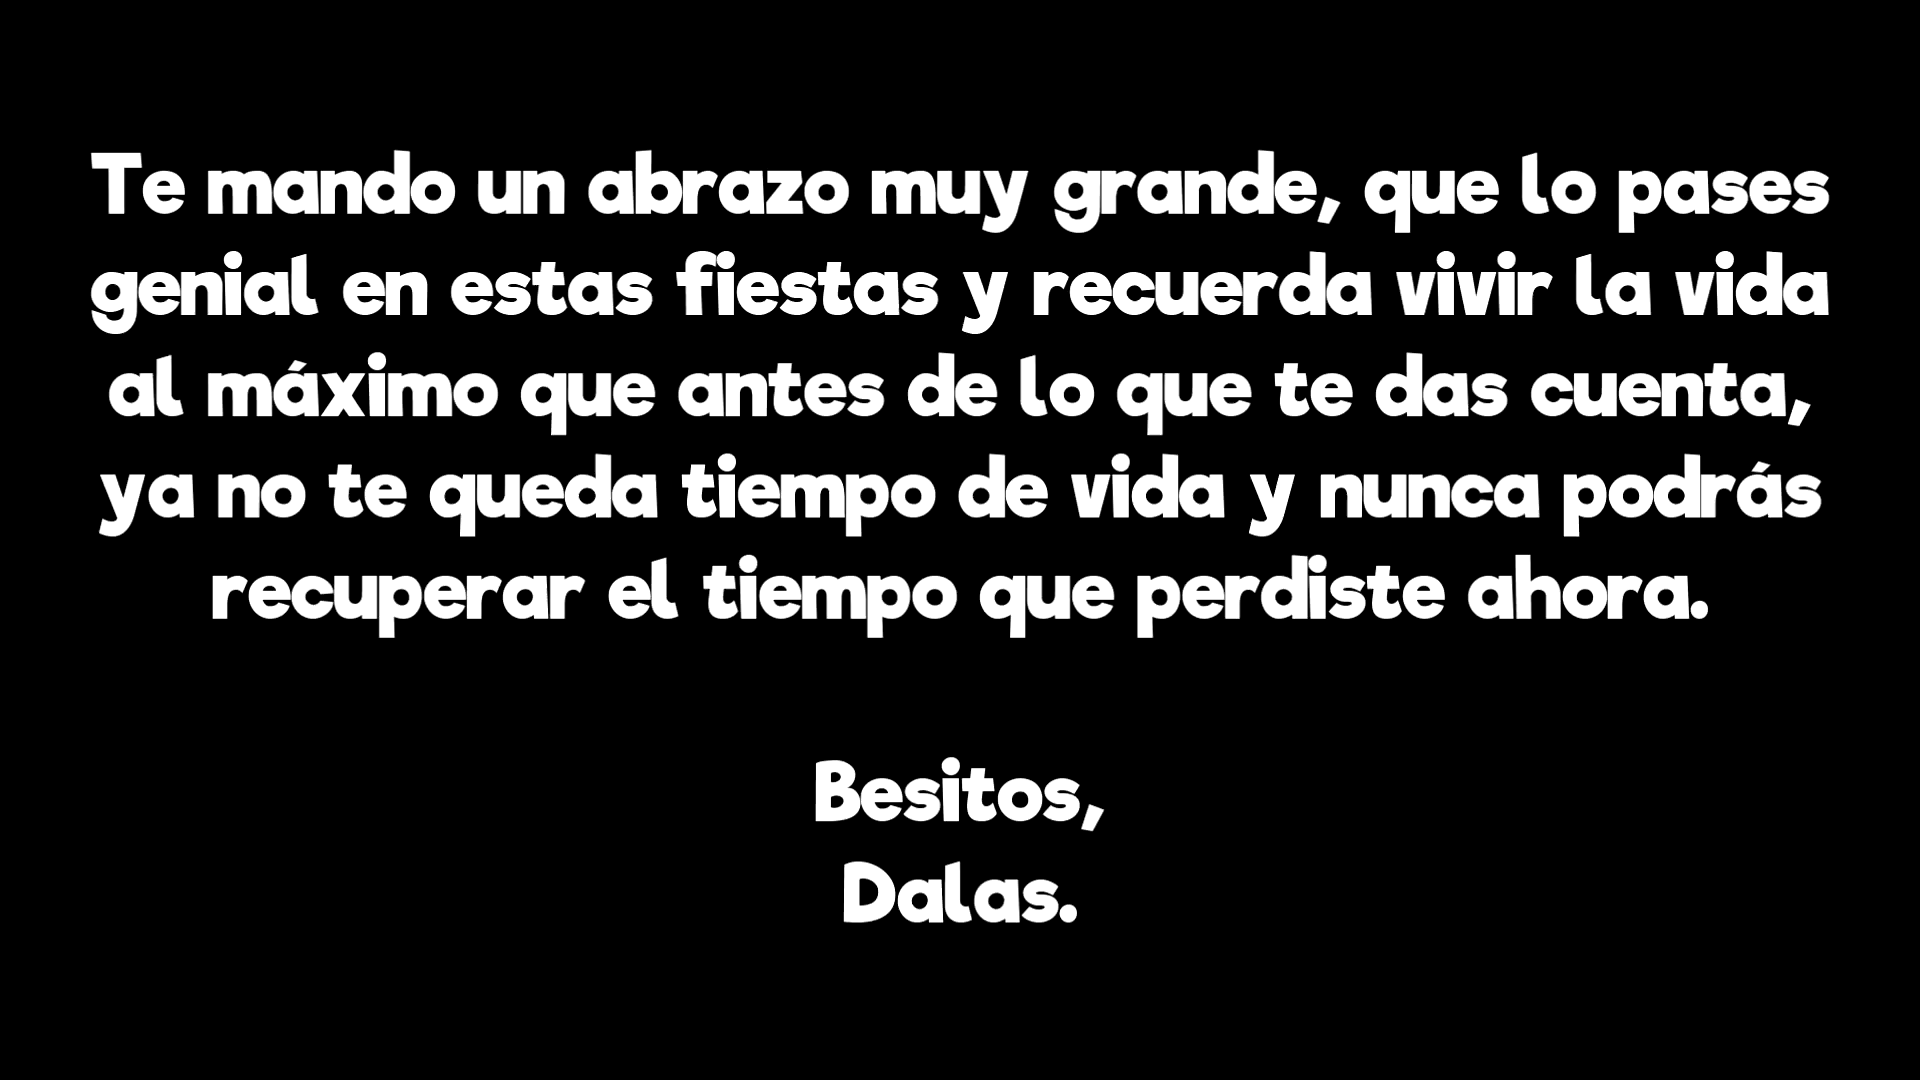 Te mando un abrazo muy grande, que lo pases
genial en estas fiestas y recuerda vivir la vida
al máximo que antes de lo que te das cuenta,
ya no te queda tiempo de vida y nunca podrás
recuperar el tiempo que perdiste ahora.
Besitos,
Dalas.